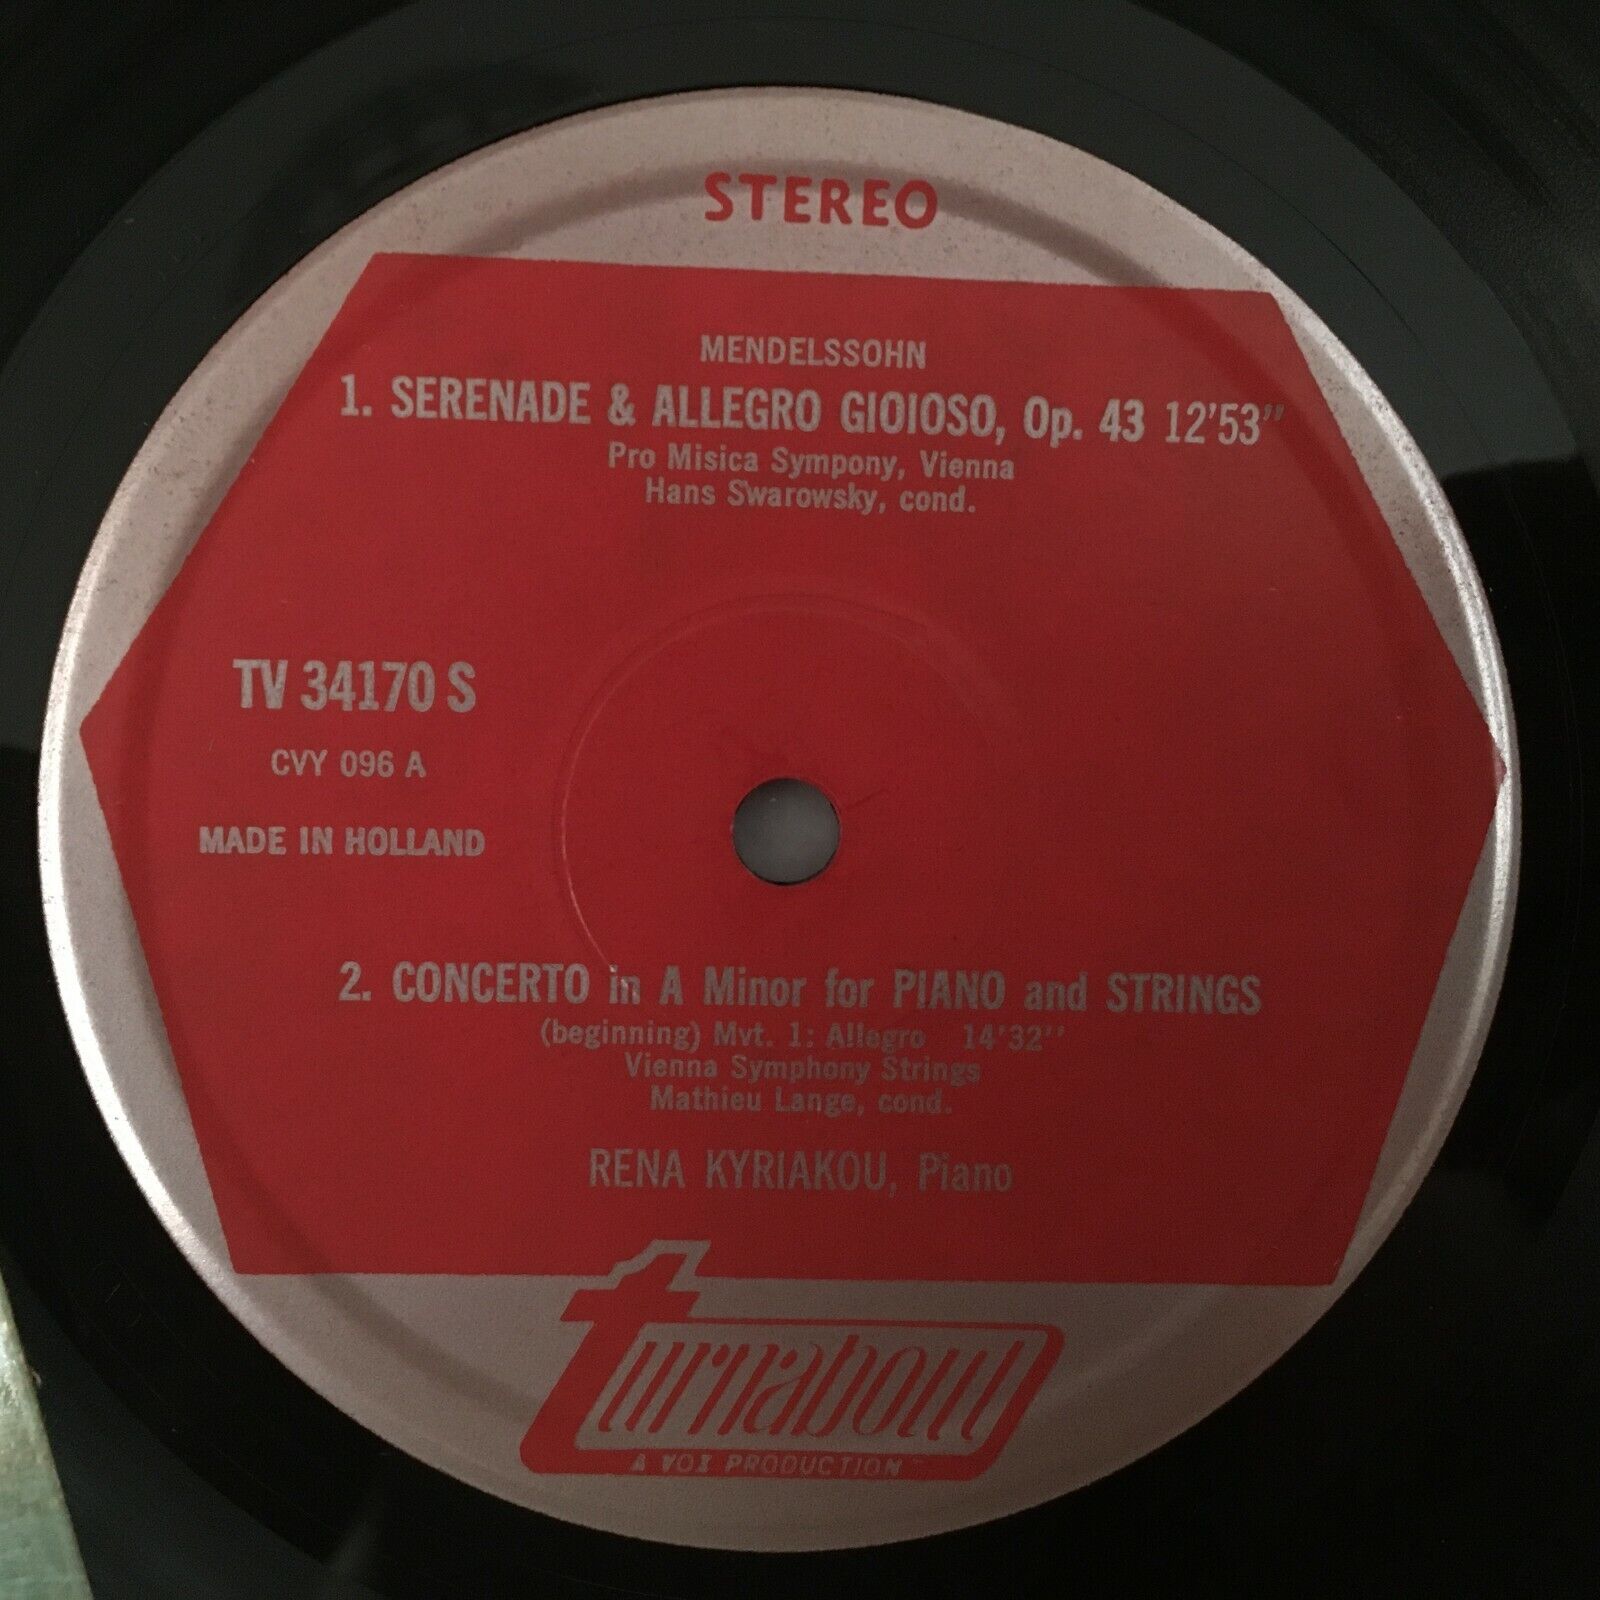 STEREO
MENDELSSOHN
1. SERENADE & ALLEGRO GIOIOSO, Op. 43 12'53"
Pro Misica Sympony, Vienna
Hans Swarowsky, cond.
TV 34170 S
CVY 096 A
MADE IN HOLLAND
2. CONCERTO in A Minor for PIANO and STRINGS
(beginning) Mvt. 1: Allegro 14'32"
Vienna Symphony Strings
Mathieu Lange, cond.
RENA KYRIAKOU, Piano
turnabout
A VOX PRODUCTION